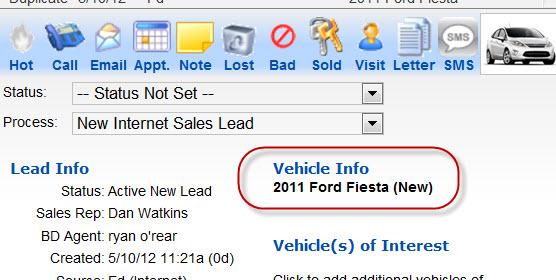 Duplicate 5/10/12 Ed 2011 Ford Fiesta
Hot Call Email Appt. Note Lost Bad Sold Visit Letter SMS
SMS
Status: -- Status Not Set --
Process: New Internet Sales Lead
Lead Info
Status: Active New Lead
Sales Rep: Dan Watkins
BD Agent: ryan o'rear
Created: 5/10/12 11:21a (0d)
Source: Ed (Internet)
Vehicle Info
2011 Ford Fiesta (New)
Vehicle(s) of Interest
Click to add additional vehicles of